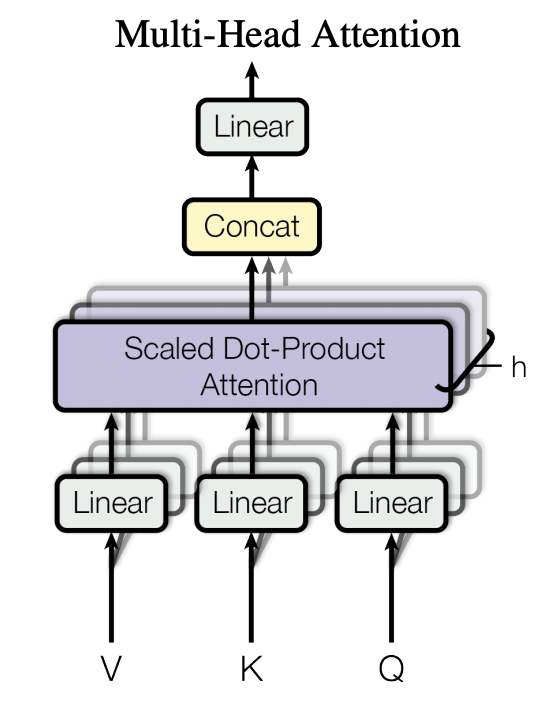 Multi-Head Attention
Linear
Concat
Scaled Dot-Product
Attention
h
Linear Linear Linear
V K Q